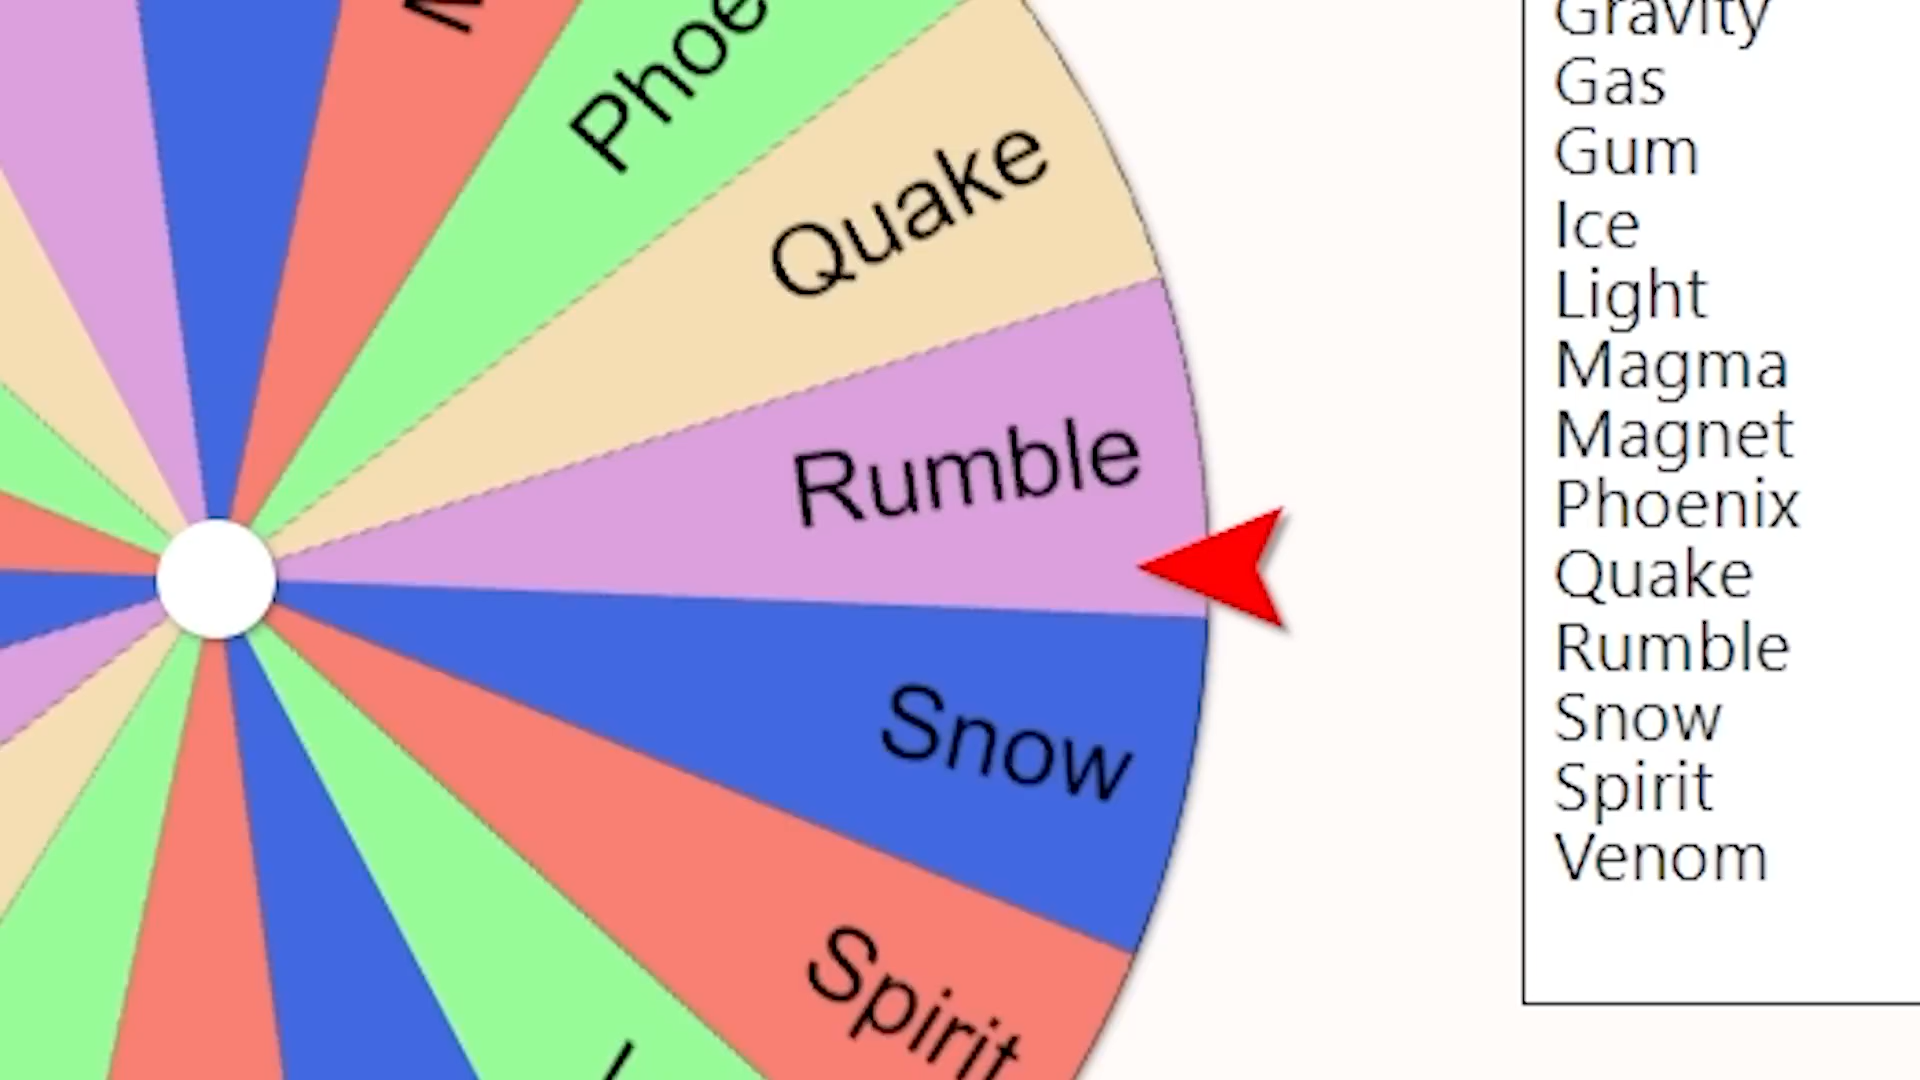 Phoe
Quake
Rumble
Snow
Spirit
Gravity
Gas
Gum
Ice
Light
Magma
Magnet
Phoenix
Quake
Rumble
Snow
Spirit
Venom